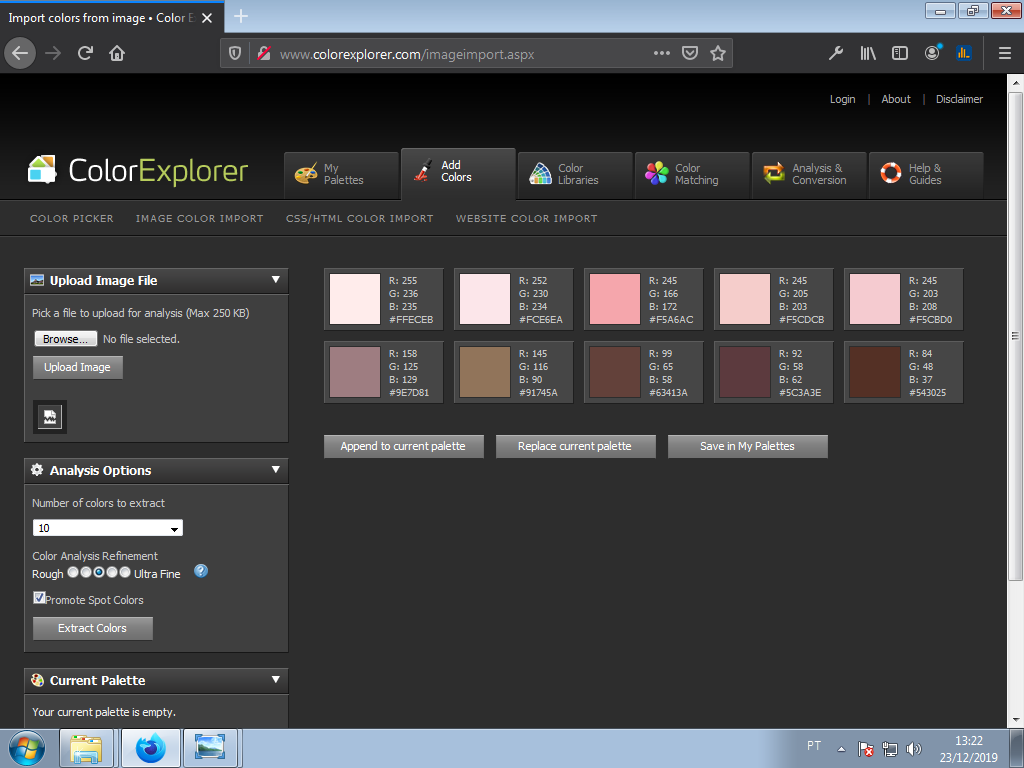 Import colors from image • Color E
www.colorexplorer.com/imageimport.aspx
Login | About | Disclaimer
ColorExplorer
My Palettes
Add Colors
Color Libraries
Color Matching
Analysis & Conversion
Help & Guides
COLOR PICKER IMAGE COLOR IMPORT CSS/HTML COLOR IMPORT WEBSITE COLOR IMPORT
Upload Image File
Pick a file to upload for analysis (Max 250 KB)
Browse... No file selected.
Upload Image
Analysis Options
Number of colors to extract
10
Color Analysis Refinement
Rough Ultra Fine
?
Promote Spot Colors
Extract Colors
Current Palette
Your current palette is empty.
R: 255
G: 236
B: 235
#FFECEB
R: 252
G: 230
B: 234
#FCE6EA
R: 245
G: 166
B: 172
#F5A6AC
R: 245
G: 205
B: 203
#F5CDCB
R: 245
G: 203
B: 208
#F5CBD0
R: 158
G: 125
B: 129
#9E7D81
R: 145
G: 116
B: 90
#91745A
R: 99
G: 65
B: 58
#63413A
R: 92
G: 58
B: 62
#5C3A3E
R: 84
G: 48
B: 37
#543025
Append to current palette
Replace current palette
Save in My Palettes
PT
13:22
23/12/2019